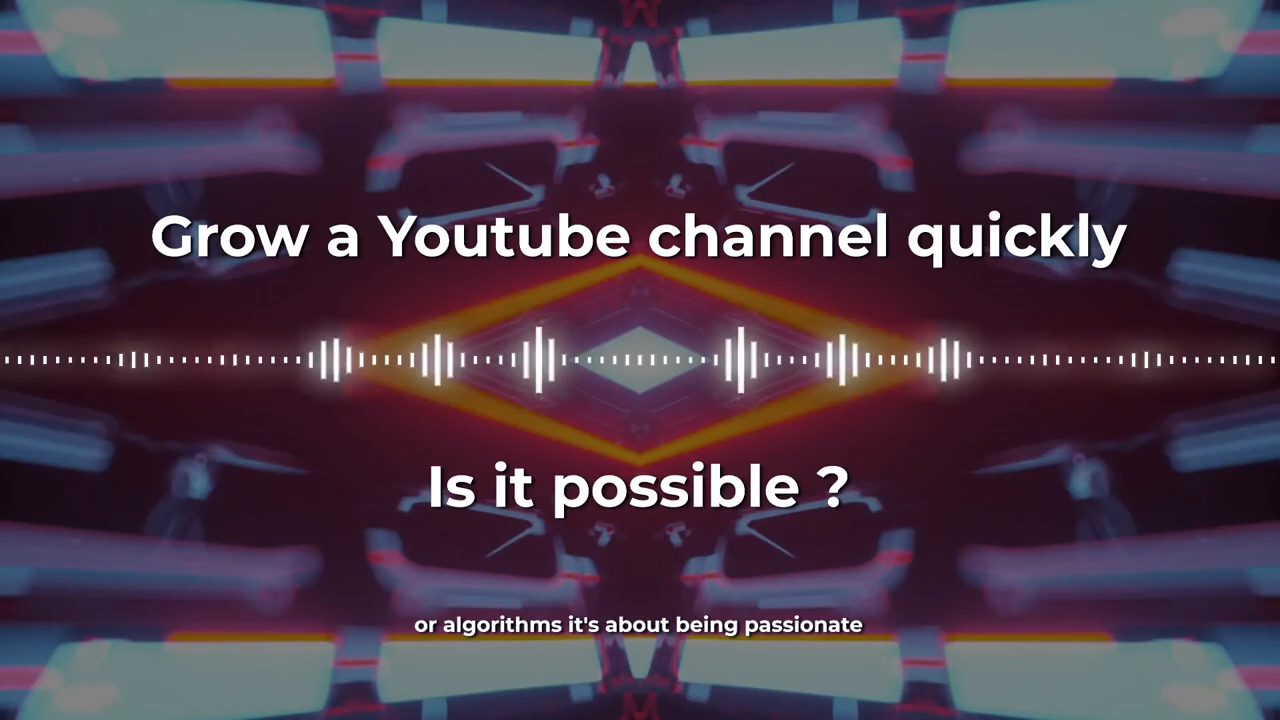 Grow a Youtube channel quickly
Is it possible ?
or algorithms it's about being passionate